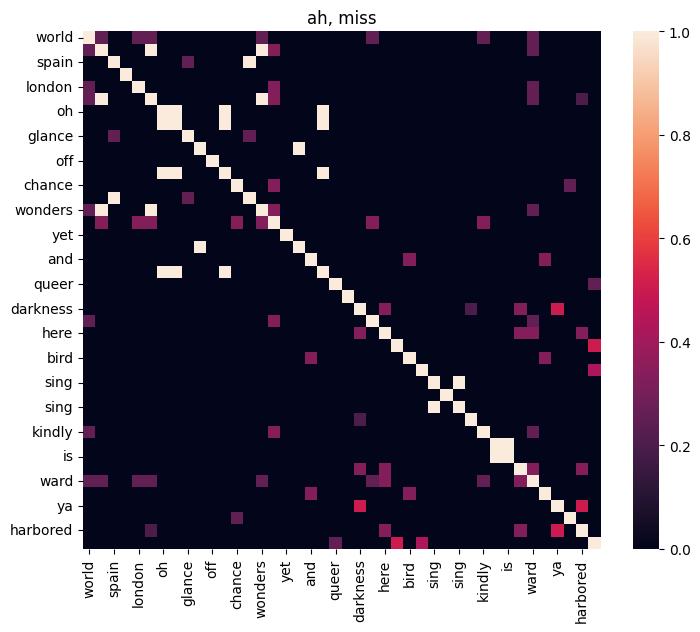 ah, miss
world
spain
london
oh
glance
off
chance
wonders
yet
and
queer
darkness
here
bird
sing
sing
kindly
is
ward
ya
harbored
1.0
0.8
0.6
0.4
0.2
0.0
world
spain
london
oh
glance
off
chance
wonders
yet
and
queer
darkness
here
bird
sing
sing
kindly
is
ward
ya
harbored